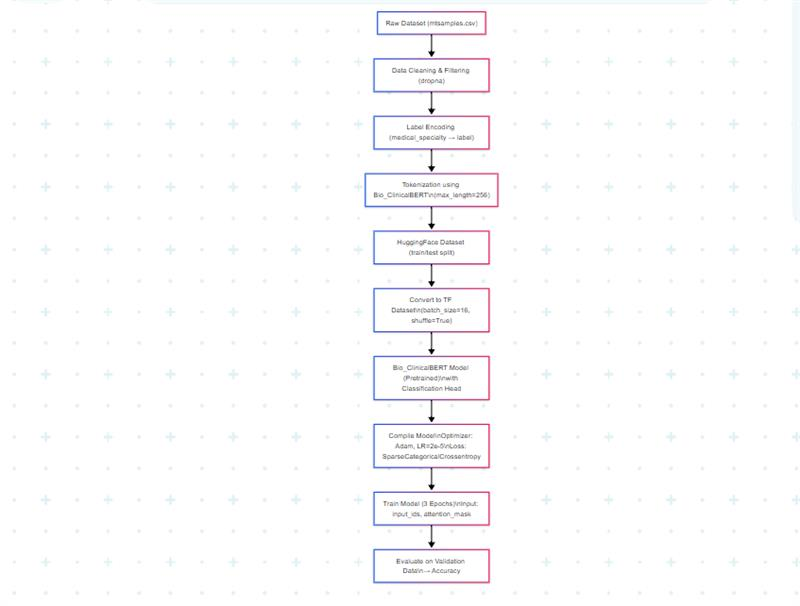 Raw Dataset (mtsamples.csv)
Data Cleaning & Filtering
(dropna)
Label Encoding
(medical_specialty → label)
Tokenization using
Bio_ClinicalBERT\n(max_length=256)
HuggingFace Dataset
(train/test split)
Convert to TF
Dataset\n(batch_size=16,
shuffle=True)
Bio_ClinicalBERT Model
(Pretrained)\nwith
Classification Head
Compile Model\nOptimizer:
Adam, LR=2e-5\nLoss:
SparseCategoricalCrossentropy
Train Model (3 Epochs)\nInput:
input_ids, attention_mask
Evaluate on Validation
Data\n→ Accuracy